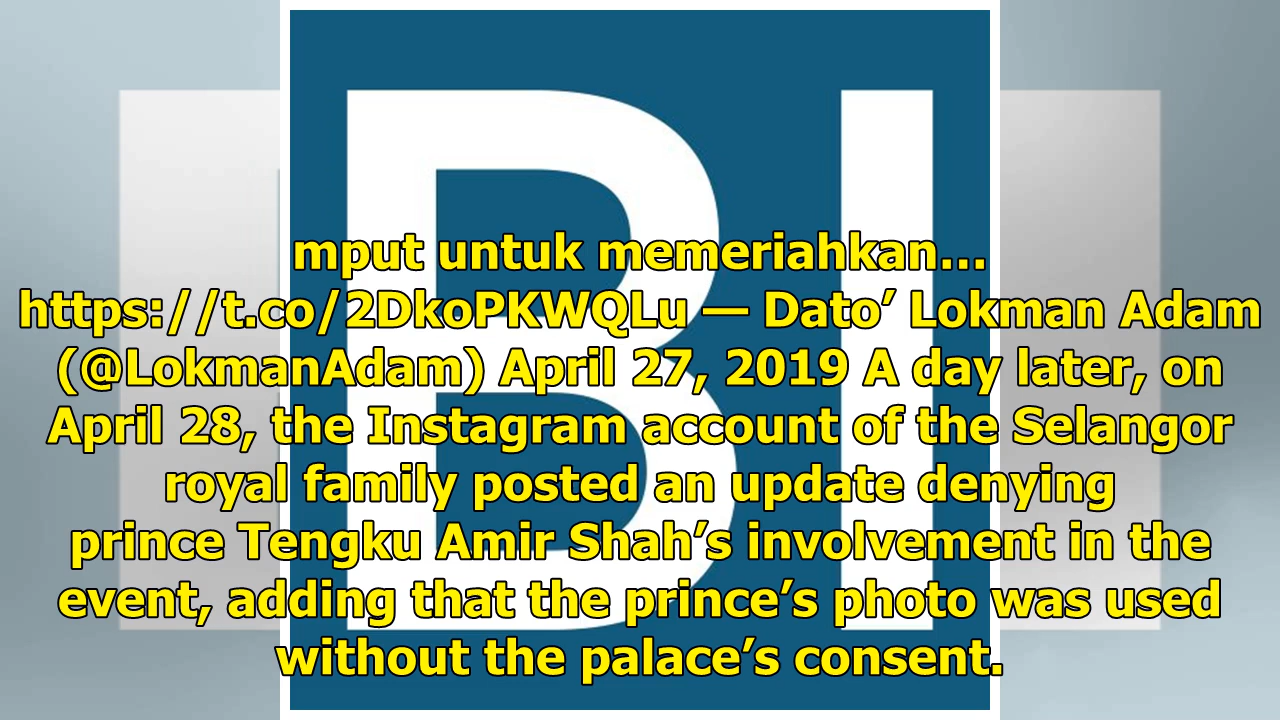 BI
mput untuk memeriahkan...
https://t.co/2DkoPKWQLu — Dato’ Lokman Adam
(@LokmanAdam) April 27, 2019 A day later, on
April 28, the Instagram account of the Selangor
royal family posted an update denying
prince Tengku Amir Shah’s involvement in the
event, adding that the prince’s photo was used
without the palace’s consent.